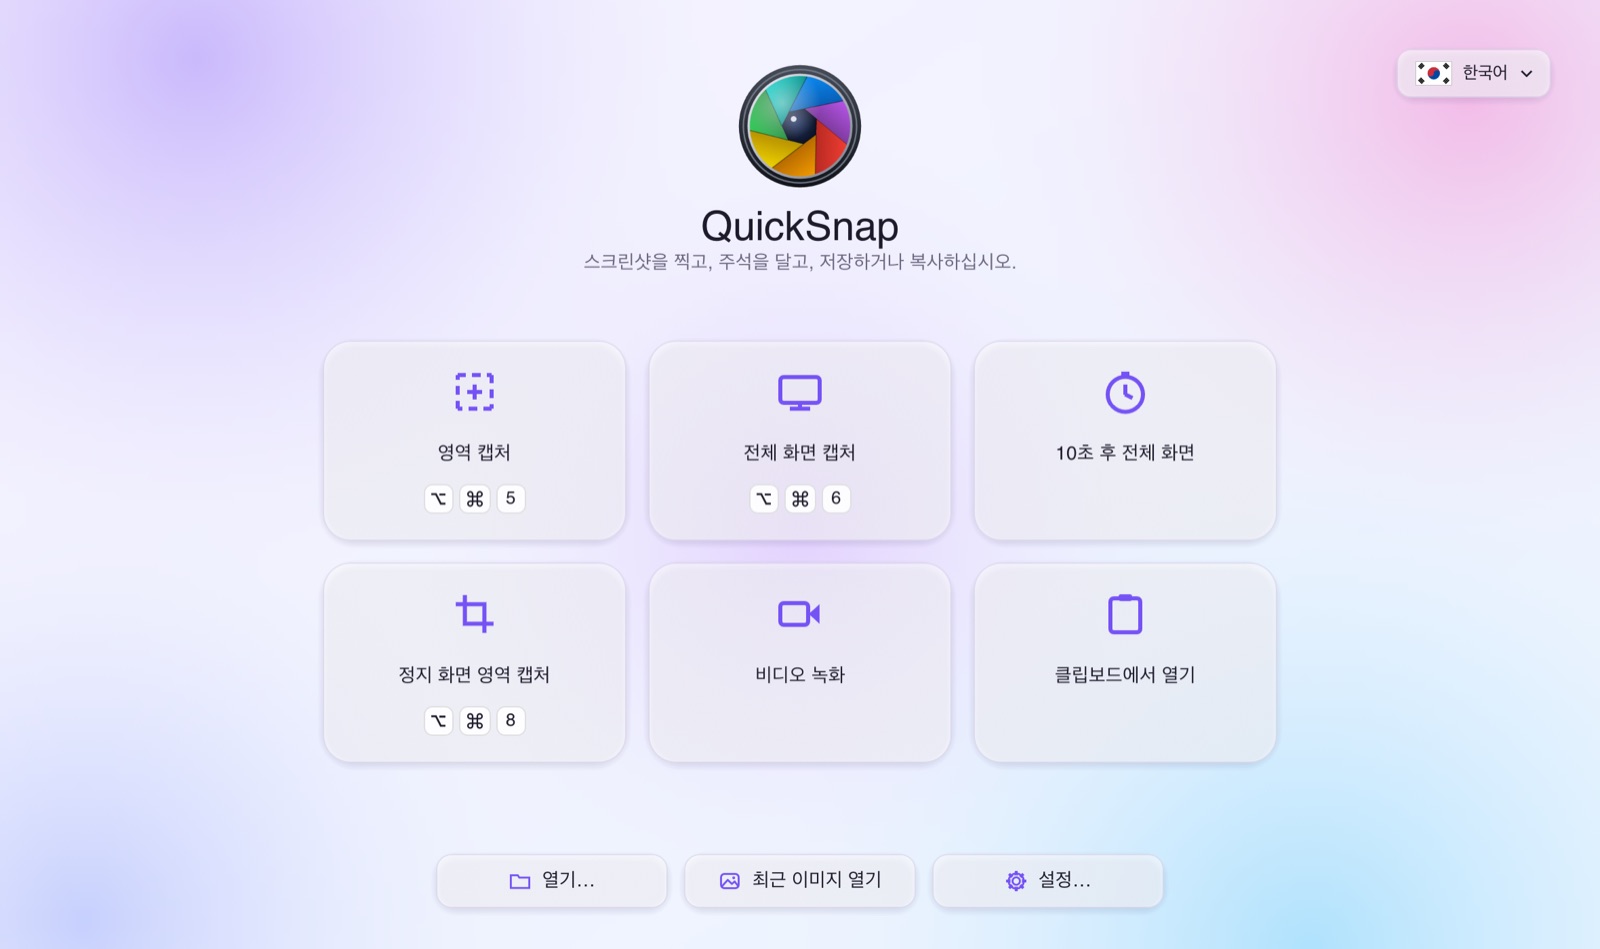 한국어
QuickSnap
스크린샷을 찍고, 주석을 달고, 저장하거나 복사하십시오.
영역 캡처
⌥ ⌘ 5
전체 화면 캡처
⌥ ⌘ 6
10초 후 전체 화면
정지 화면 영역 캡처
⌥ ⌘ 8
비디오 녹화
클립보드에서 열기
열기...
최근 이미지 열기
설정...